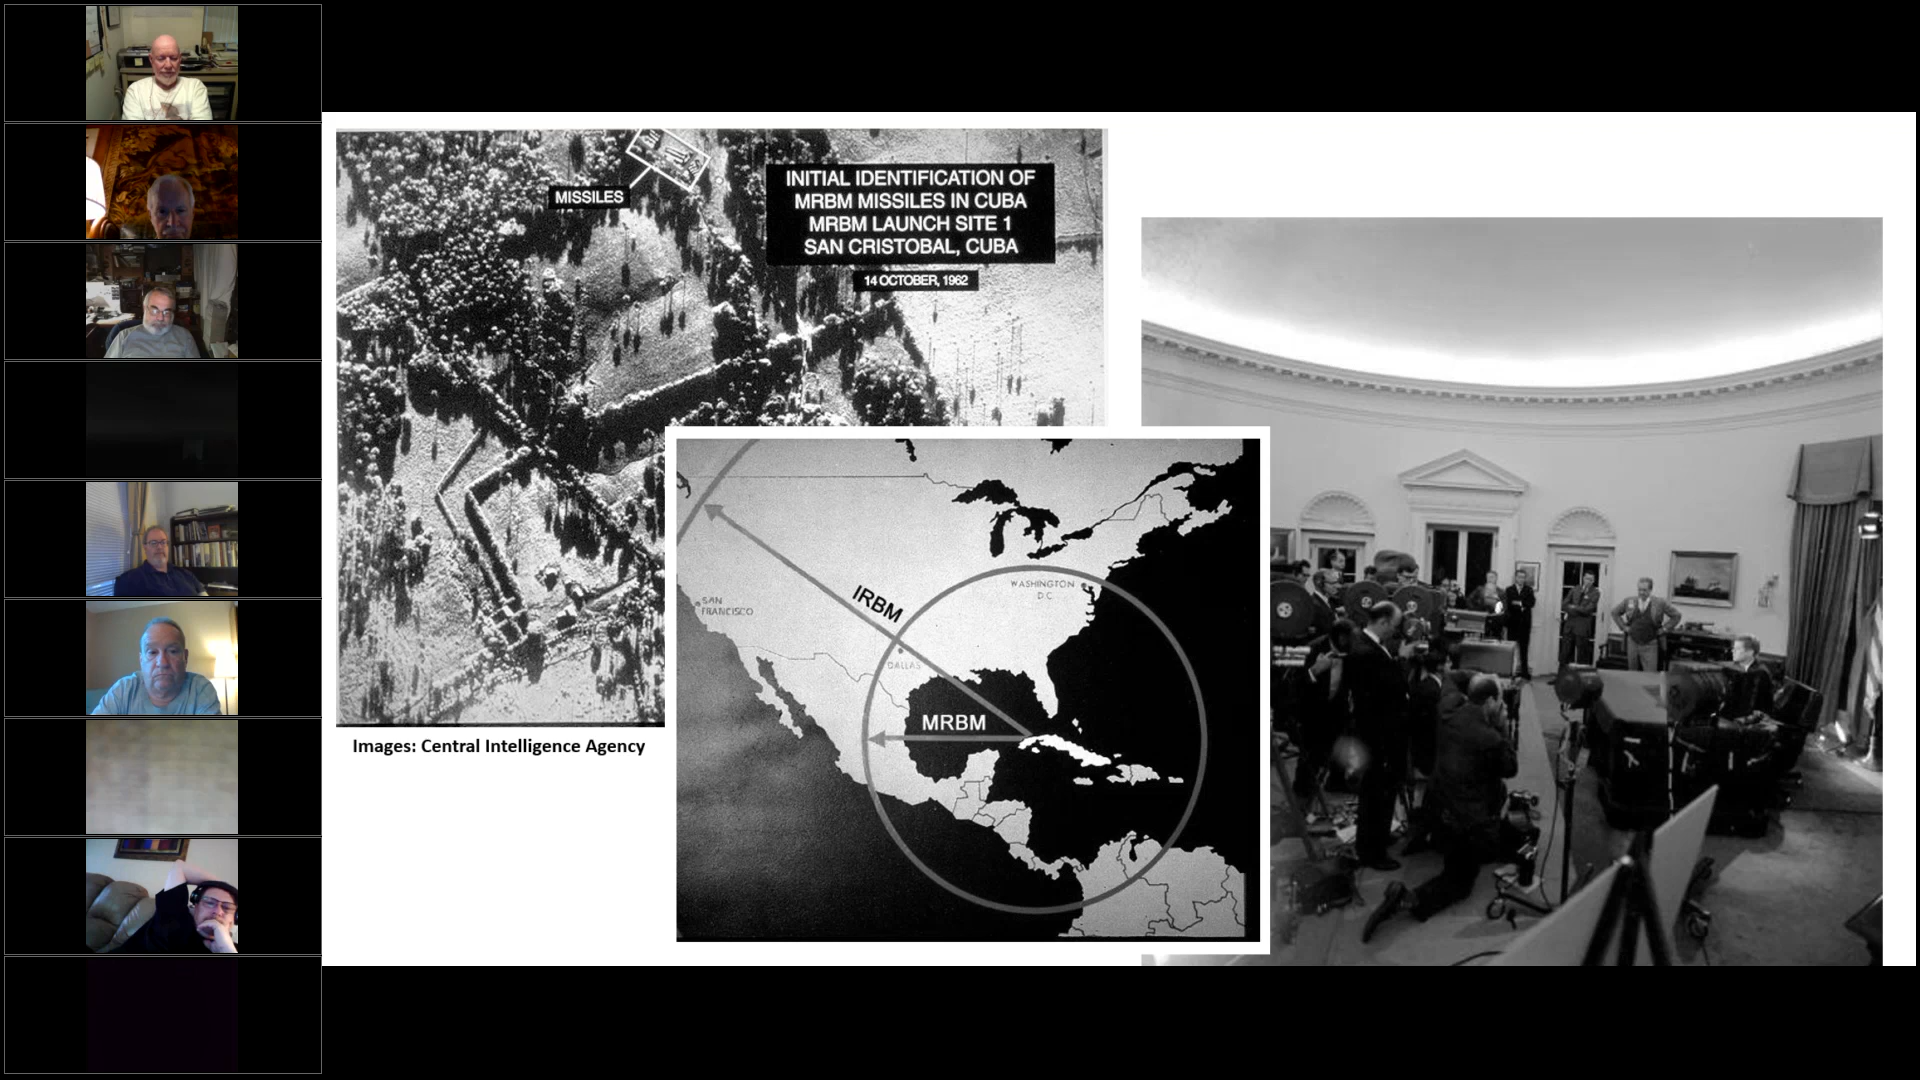 MISSILES
INITIAL IDENTIFICATION OF
MRBM MISSILES IN CUBA
MRBM LAUNCH SITE 1
SAN CRISTOBAL, CUBA
14 OCTOBER, 1962
Images: Central Intelligence Agency
WASHINGTON
D.C.
IRBM
SAN
FRANCISCO
DALLAS
MRBM